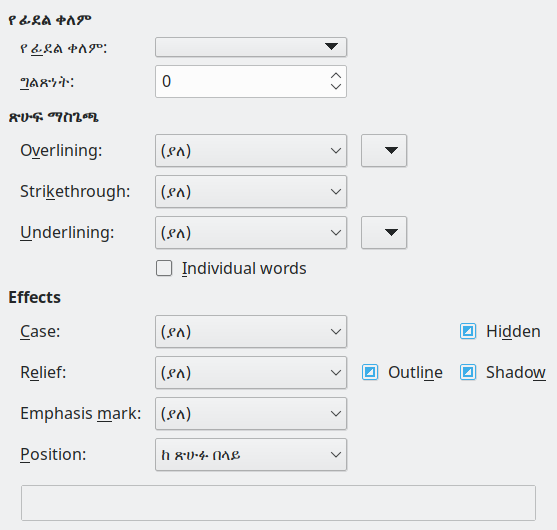 የ ፊደል ቀለም
የ ፊደል ቀለም:
ግልጽነት: 0
ጽሁፍ ማስጌጫ
Overlining: (ያለ)
Strikethrough: (ያለ)
Underlining: (ያለ)
Individual words
Effects
Case: (ያለ) Hidden
Relief: (ያለ) Outline Shadow
Emphasis mark: (ያለ)
Position: ከ ጽሁፉ በላይ